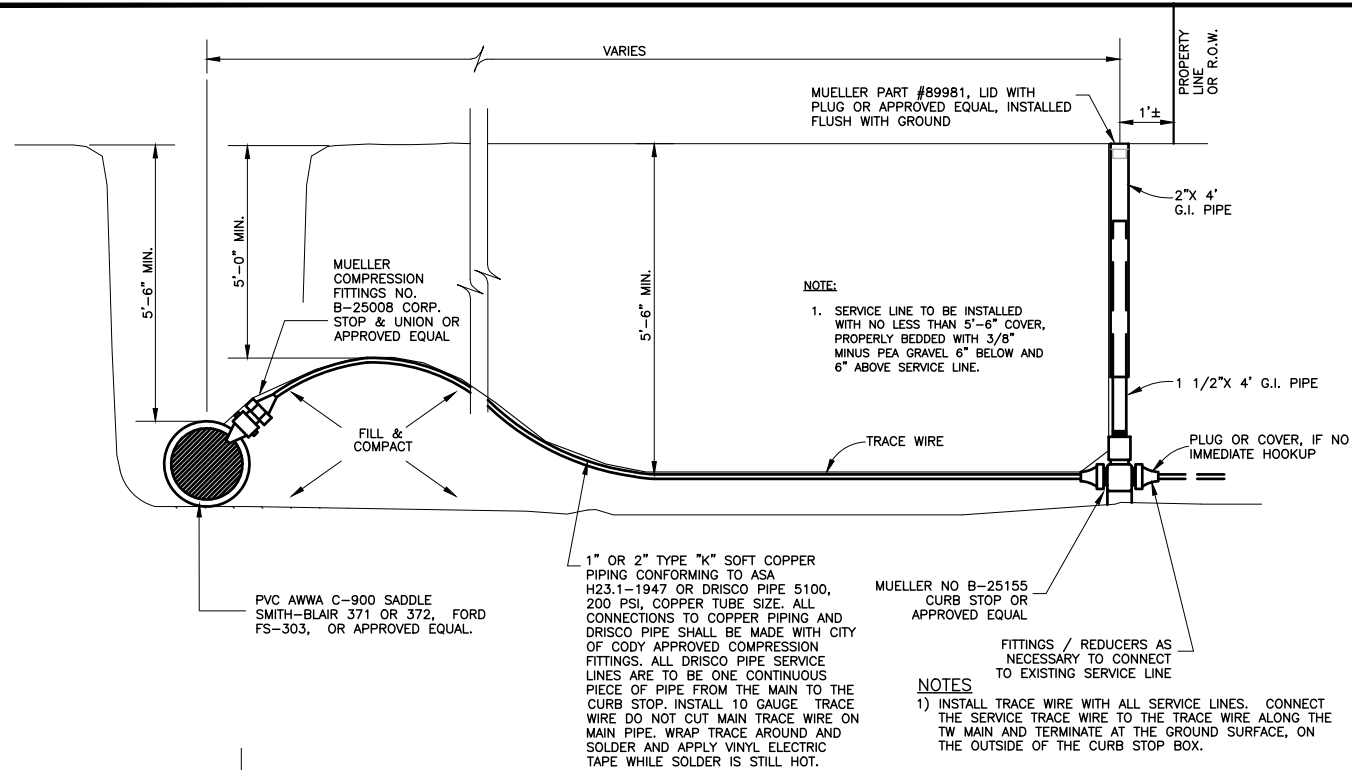 VARIES
PROPERTY
LINE
OR R.O.W.
MUELLER PART #89981, LID WITH
PLUG OR APPROVED EQUAL, INSTALLED
FLUSH WITH GROUND
1'±
2"X 4'
G.I. PIPE
5'-6" MIN.
5'-0" MIN.
MUELLER
COMPRESSION
FITTINGS NO.
B-25008 CORP.
STOP & UNION OR
APPROVED EQUAL
5'-6" MIN.
NOTE:
1. SERVICE LINE TO BE INSTALLED
WITH NO LESS THAN 5'-6" COVER,
PROPERLY BEDDED WITH 3/8"
MINUS PEA GRAVEL 6" BELOW AND
6" ABOVE SERVICE LINE.
1 1/2"X 4' G.I. PIPE
FILL &
COMPACT
TRACE WIRE
PLUG OR COVER, IF NO
IMMEDIATE HOOKUP
PVC AWWA C-900 SADDLE
SMITH-BLAIR 371 OR 372, FORD
FS-303, OR APPROVED EQUAL.
1" OR 2" TYPE "K" SOFT COPPER
PIPING CONFORMING TO ASA
H23.1-1947 OR DRISCO PIPE 5100,
200 PSI, COPPER TUBE SIZE. ALL
CONNECTIONS TO COPPER PIPING AND
DRISCO PIPE SHALL BE MADE WITH CITY
OF CODY APPROVED COMPRESSION
FITTINGS. ALL DRISCO PIPE SERVICE
LINES ARE TO BE ONE CONTINUOUS
PIECE OF PIPE FROM THE MAIN TO THE
CURB STOP. INSTALL 10 GAUGE TRACE
WIRE DO NOT CUT MAIN TRACE WIRE ON
MAIN PIPE. WRAP TRACE AROUND AND
SOLDER AND APPLY VINYL ELECTRIC
TAPE WHILE SOLDER IS STILL HOT.
MUELLER NO B-25155
CURB STOP OR
APPROVED EQUAL
FITTINGS / REDUCERS AS
NECESSARY TO CONNECT
TO EXISTING SERVICE LINE
NOTES
1) INSTALL TRACE WIRE WITH ALL SERVICE LINES. CONNECT
THE SERVICE TRACE WIRE TO THE TRACE WIRE ALONG THE
TW MAIN AND TERMINATE AT THE GROUND SURFACE, ON
THE OUTSIDE OF THE CURB STOP BOX.